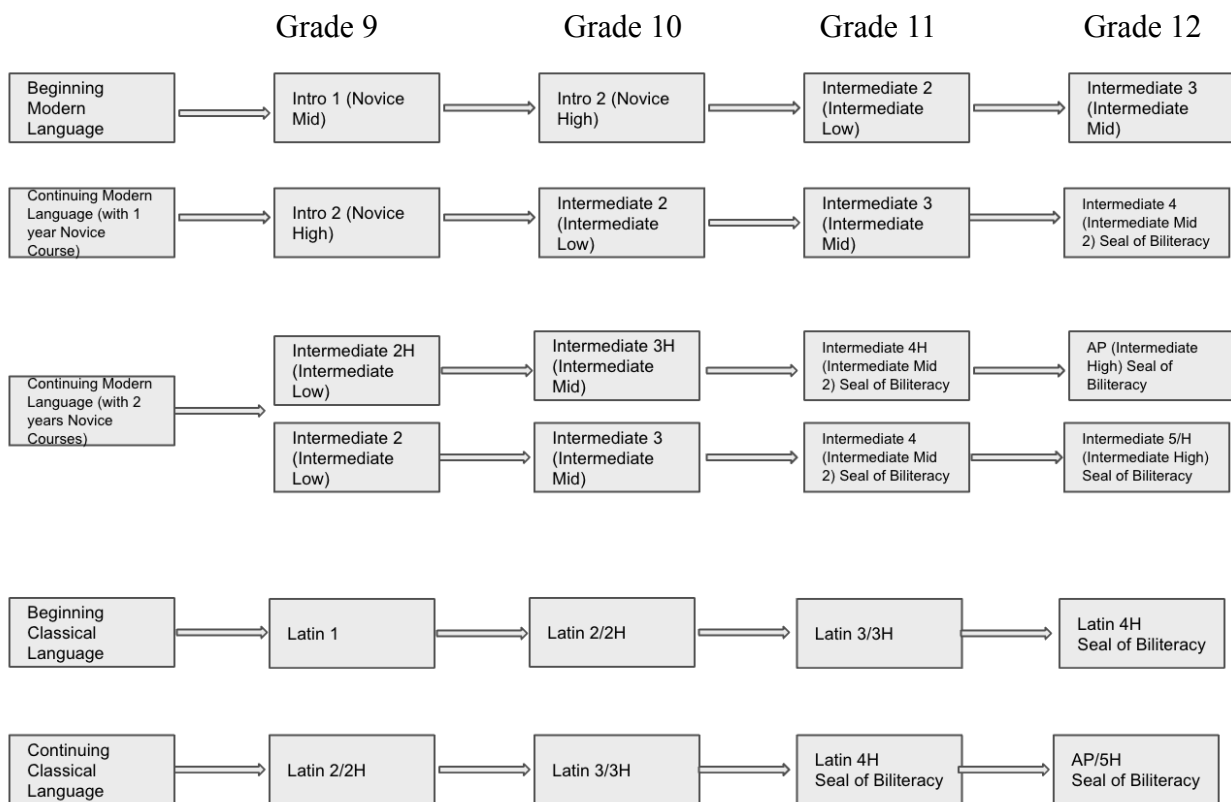 Grade 9
Grade 10
Grade 11
Grade 12
Beginning
Modern
Language
Intro 1 (Novice
Mid)
Intro 2 (Novice
High)
Intermediate 2
(Intermediate
Low)
Intermediate 3
(Intermediate
Mid)
Continuing Modern
Language (with 1
year Novice
Course)
Intro 2 (Novice
High)
Intermediate 2
(Intermediate
Low)
Intermediate 3
(Intermediate
Mid)
Intermediate 4
(Intermediate Mid
2) Seal of Biliteracy
Continuing Modern
Language (with 2
years Novice
Courses)
Intermediate 2H
(Intermediate
Low)
Intermediate 3H
(Intermediate
Mid)
Intermediate 4H
(Intermediate Mid
2) Seal of Biliteracy
AP (Intermediate
High) Seal of
Biliteracy
Intermediate 2
(Intermediate
Low)
Intermediate 3
(Intermediate
Mid)
Intermediate 4
(Intermediate Mid
2) Seal of Biliteracy
Intermediate 5/H
(Intermediate High)
Seal of Biliteracy
Beginning
Classical
Language
Latin 1
Latin 2/2H
Latin 3/3H
Latin 4H
Seal of Biliteracy
Continuing
Classical
Language
Latin 2/2H
Latin 3/3H
Latin 4H
Seal of Biliteracy
AP/5H
Seal of Biliteracy